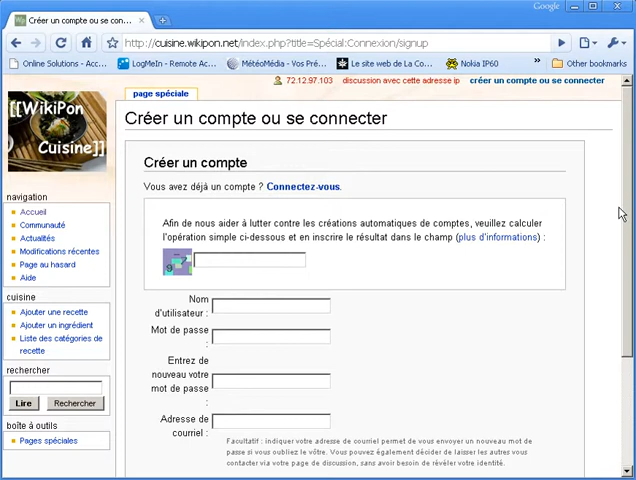 Google
Créer un compte ou se conn...
http://cuisine.wikipon.net/index.php?title=Spécial:Connexion/signup
Online Solutions - Acc...
LogMeIn - Remote Ac...
MétéoMédia - Vos Pré...
Le site web de La Co...
Nokia IP60
»
Other bookmarks
72.12.97.103
discussion avec cette adresse ip
créer un compte ou se connecter
[[WikiPon
Cuisine]]
page spéciale
Créer un compte ou se connecter
Créer un compte
Vous avez déjà un compte ? Connectez-vous.
Afin de nous aider à lutter contre les créations automatiques de comptes, veuillez calculer
l'opération simple ci-dessous et en inscrire le résultat dans le champ (plus d'informations) :
Nom
d'utilisateur :
Mot de passe
:
Entrez de
nouveau votre
mot de passe
:
Adresse de
courriel :
Facultatif : indiquer votre adresse de courriel permet de vous envoyer un nouveau mot de
passe si vous oubliez le vôtre. Vous pouvez également décider de laisser les autres vous
contacter via votre page de discussion, sans avoir besoin de révéler votre identité.
navigation
Accueil
Communauté
Actualités
Modifications récentes
Page au hasard
Aide
cuisine
Ajouter une recette
Ajouter un ingrédient
Liste des catégories de
recette
rechercher
Lire
Rechercher
boîte à outils
Pages spéciales